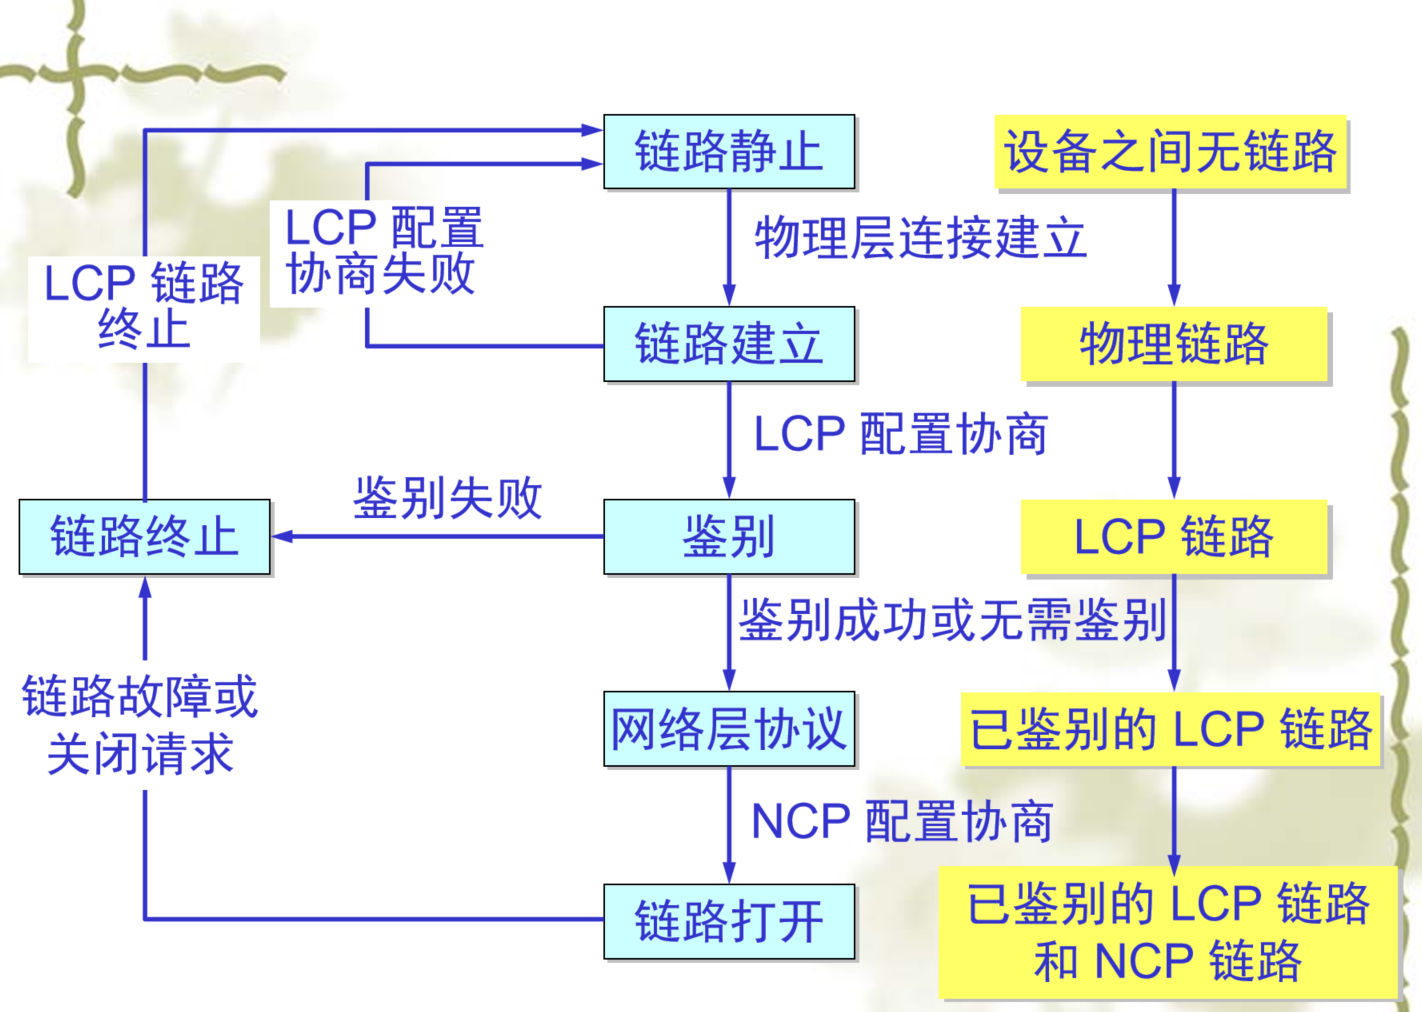 链路静止
设备之间无链路
LCP 配置
协商失败
物理层连接建立
LCP 链路
终止
链路建立
物理链路
LCP 配置协商
鉴别失败
链路终止
鉴别
LCP 链路
鉴别成功或无需鉴别
链路故障或
关闭请求
网络层协议
已鉴别的 LCP 链路
NCP 配置协商
链路打开
已鉴别的 LCP 链路
和 NCP 链路